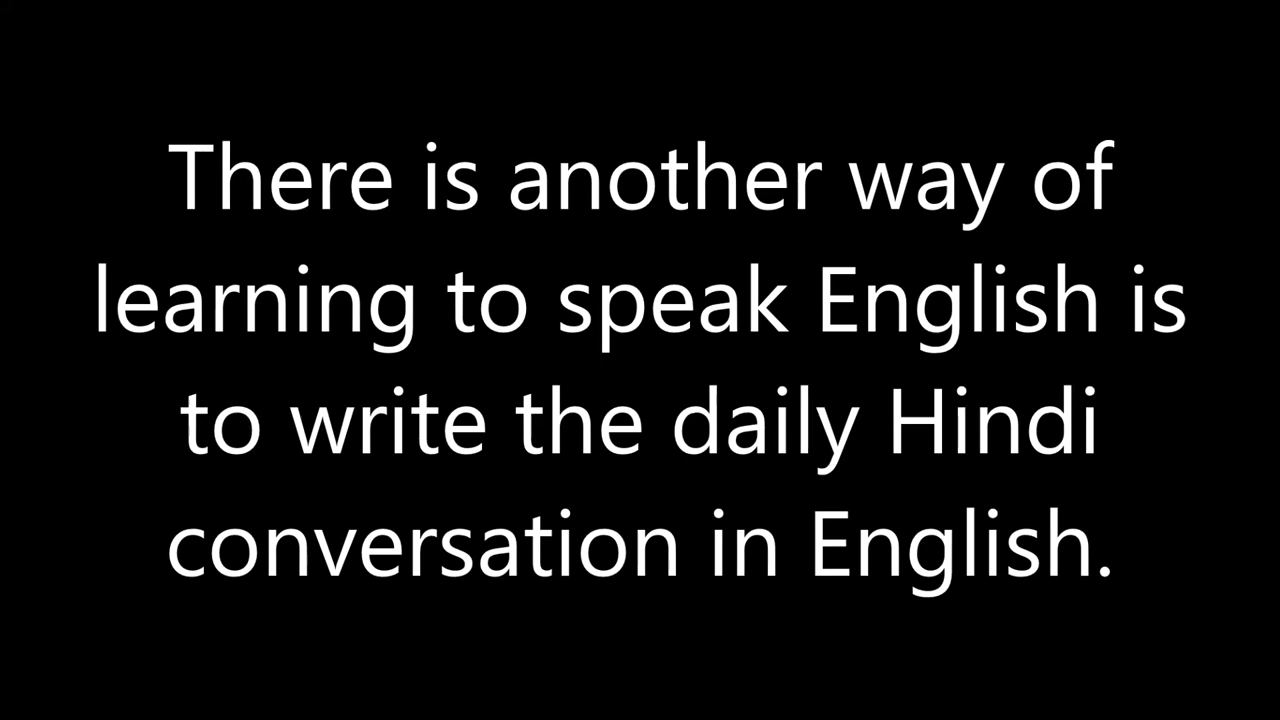 There is another way of
learning to speak English is
to write the daily Hindi
conversation in English.